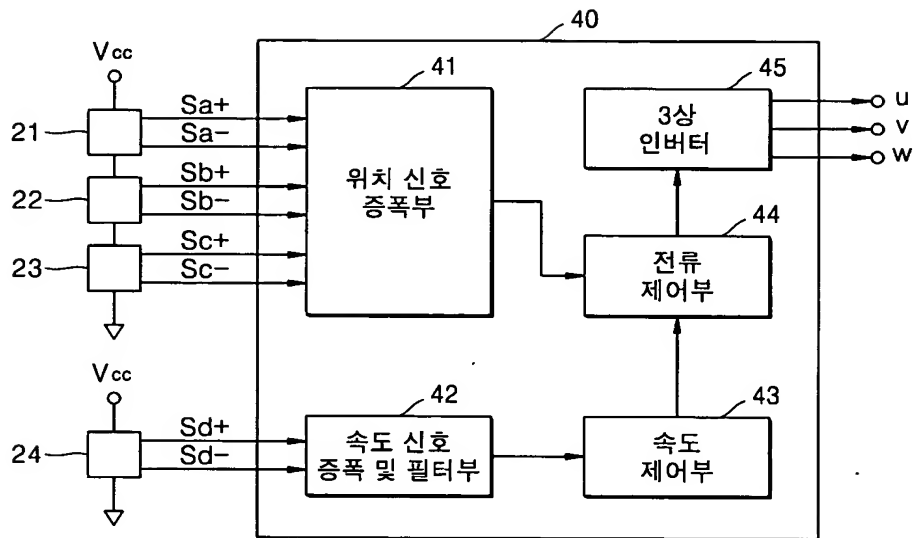 40
Vcc
21
Sa+
Sa-
22
Sb+
Sb-
23
Sc+
Sc-
41
위치 신호
증폭부
45
3상
인버터
u
v
w
44
전류
제어부
Vcc
24
Sd+
Sd-
42
속도 신호
증폭 및 필터부
43
속도
제어부